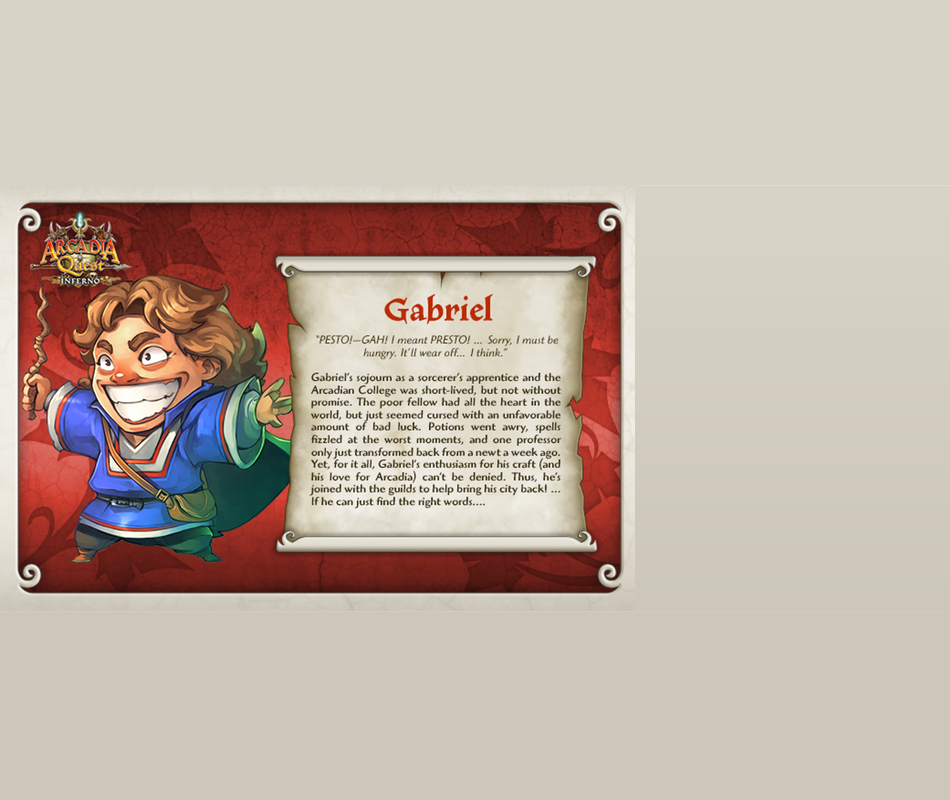 ARCADIA
Quest
INFERNO
Gabriel
"PESTO!—GAH! I meant PRESTO! ... Sorry, I must be
hungry. It'll wear off... I think."
Gabriel's sojourn as a sorcerer's apprentice and the
Arcadian College was short-lived, but not without
promise. The poor fellow had all the heart in the
world, but just seemed cursed with an unfavorable
amount of bad luck. Potions went awry, spells
fizzled at the worst moments, and one professor
only just transformed back from a newt a week ago.
Yet, for it all, Gabriel's enthusiasm for his craft (and
his love for Arcadia) can't be denied. Thus, he's
joined with the guilds to help bring his city back! ...
If he can just find the right words....